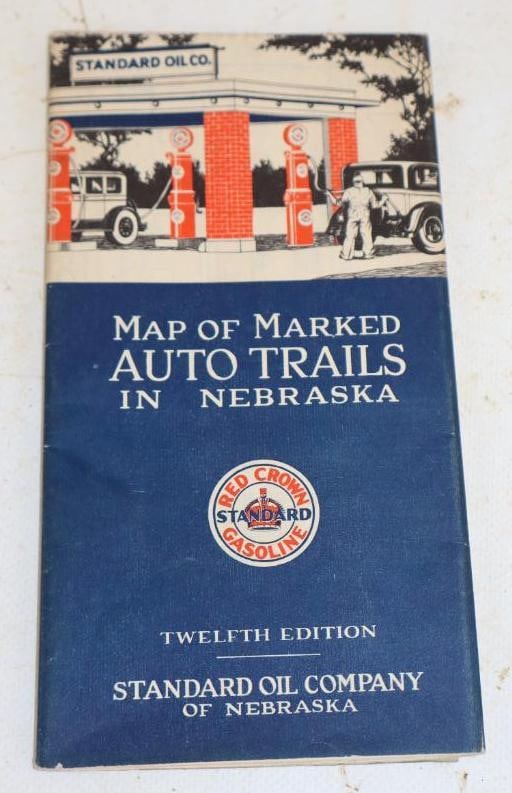 STANDARD OIL CO.
MAP OF MARKED
AUTO TRAILS
IN NEBRASKA
RED CROWN
STANDARD
GASOLINE
TWELFTH EDITION
STANDARD OIL COMPANY
OF NEBRASKA